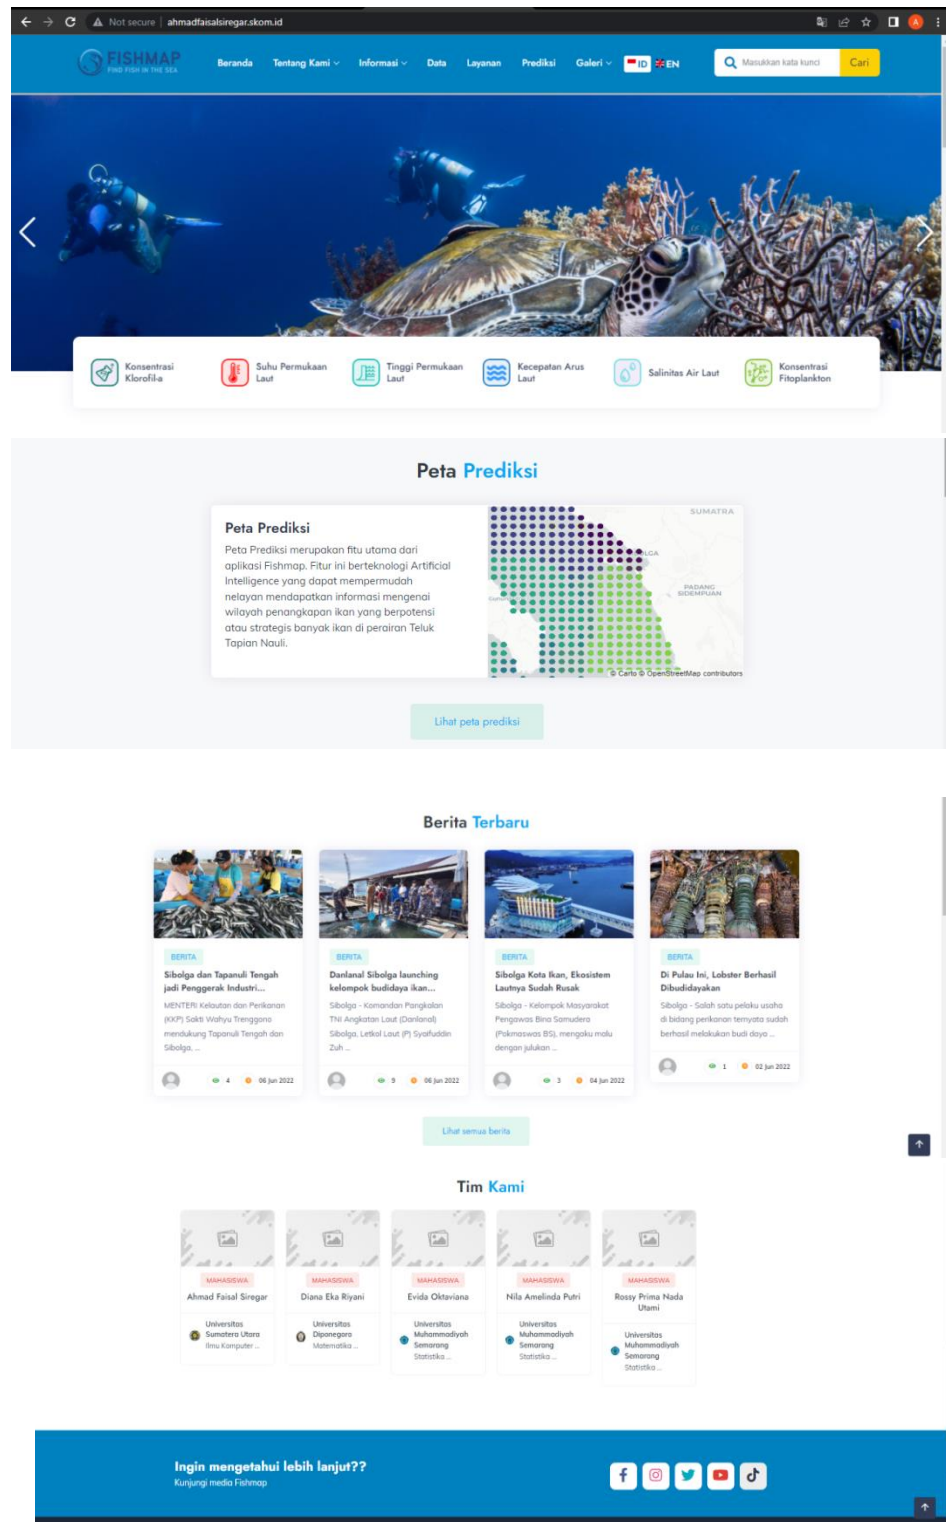 Not secure | ahmadfaisalsiregar.skom.id
FISHMAP
FIND FISH IN THE SEA
Beranda Tentang Kami Informasi Data Layanan Prediksi Galeri ID EN Masukkan kata kunci Cari
Konsentrasi
Klorofil-a
Suhu Permukaan
Laut
Tinggi Permukaan
Laut
Kecepatan Arus
Laut
Salinitas Air Laut
Konsentrasi
Fitoplankton
Peta Prediksi
Peta Prediksi
Peta Prediksi merupakan fitu utama dari
aplikasi Fishmap. Fitur ini berteknologi Artificial
Intelligence yang dapat mempermudah
nelayan mendapatkan informasi mengenai
wilayah penangkapan ikan yang berpotensi
atau strategis banyak ikan di perairan Teluk
Tapian Nauli.
SUMATRA
PADANG
SIDEMPUAN
© Carto © OpenStreetMap contributors
Lihat peta prediksi
Berita Terbaru
BERITA
Sibolga dan Tapanuli Tengah
jadi Penggerak Industri...
MENTERI Kelautan dan Perikanan
(KKP) Sakti Wahyu Trenggono
mendukung Tapanuli Tengah dan
Sibolga, ...
4 06 Jun 2022
BERITA
Danlanal Sibolga launching
kelompok budidaya ikan...
Sibolga - Komandan Pangkalan
TNI Angkatan Laut (Danlanal)
Sibolga, Letkol Laut (P) Syaifuddin
Zuh ...
9 06 Jun 2022
BERITA
Sibolga Kota Ikan, Ekosistem
Lautnya Sudah Rusak
Sibolga - Kelompok Masyarakat
Pengawas Bina Samudera
(Pokmaswas BS), mengaku malu
dengan julukan ...
3 04 Jun 2022
BERITA
Di Pulau Ini, Lobster Berhasil
Dibudidayakan
Sibolga - Salah satu pelaku usaha
di bidang perikanan ternyata sudah
berhasil melakukan budi daya ...
1 02 Jun 2022
Lihat semua berita
Tim Kami
MAHASISWA
Ahmad Faisal Siregar
Universitas
Sumatera Utara
Ilmu Komputer ...
MAHASISWA
Diana Eka Riyani
Universitas
Diponegoro
Matematika ...
MAHASISWA
Evida Oktaviana
Universitas
Muhammadiyah
Semarang
Statistika ...
MAHASISWA
Nila Amelinda Putri
Universitas
Muhammadiyah
Semarang
Statistika ...
MAHASISWA
Rossy Prima Nada
Utami
Universitas
Muhammadiyah
Semarang
Statistika ...
Ingin mengetahui lebih lanjut??
Kunjungi media Fishmap